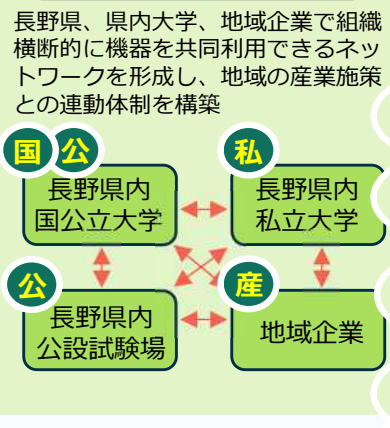 長野県、県内大学、地域企業で組織
横断的に機器を共同利用できるネッ
トワークを形成し、地域の産業施策
との連動体制を構築
国 公
長野県内
国公立大学
私
長野県内
私立大学
公
長野県内
公設試験場
産
地域企業